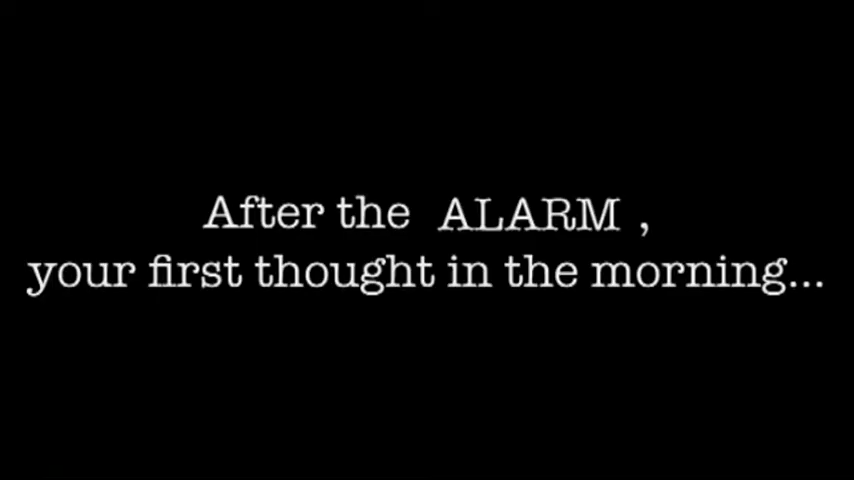 After the ALARM ,
your first thought in the morning...